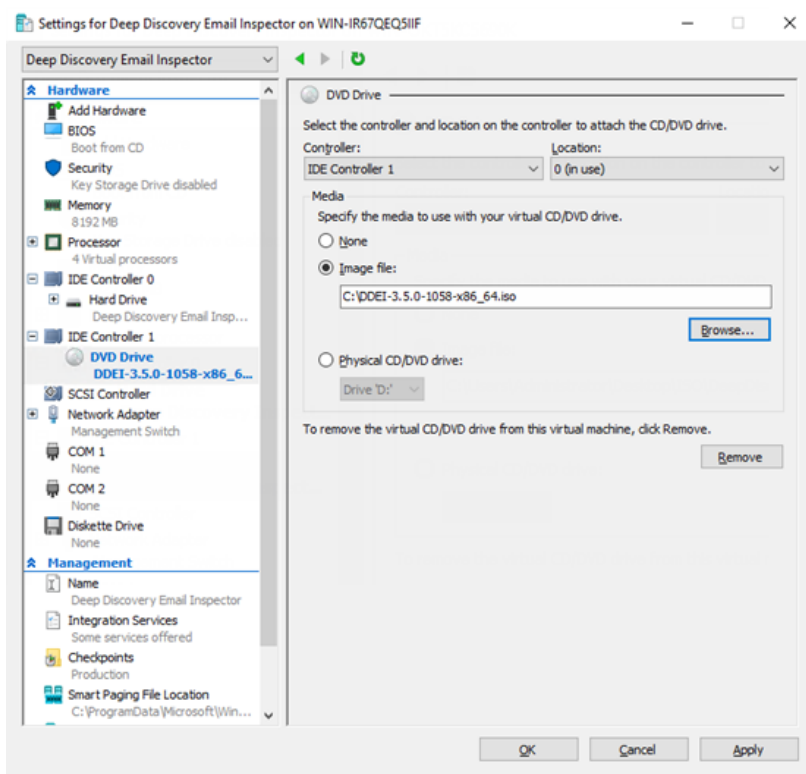 Settings for Deep Discovery Email Inspector on WIN-IR67QEQ5IIF
Deep Discovery Email Inspector
Hardware
Add Hardware
BIOS
Boot from CD
Security
Key Storage Drive disabled
Memory
8192 MB
Processor
4 Virtual processors
IDE Controller 0
Hard Drive
Deep Discovery Email Insp...
IDE Controller 1
DVD Drive
DDEI-3.5.0-1058-x86_6...
SCSI Controller
Network Adapter
Management Switch
COM 1
None
COM 2
None
Diskette Drive
None
Management
Name
Deep Discovery Email Inspector
Integration Services
Some services offered
Checkpoints
Production
Smart Paging File Location
C:\ProgramData\Microsoft\Win...
DVD Drive
Select the controller and location on the controller to attach the CD/DVD drive.
Controller: Location:
IDE Controller 1 0 (in use)
Media
Specify the media to use with your virtual CD/DVD drive.
None
Image file:
C:\DDEI-3.5.0-1058-x86_64.iso
Browse...
Physical CD/DVD drive:
Drive 'D:'
To remove the virtual CD/DVD drive from this virtual machine, click Remove.
Remove
OK Cancel Apply